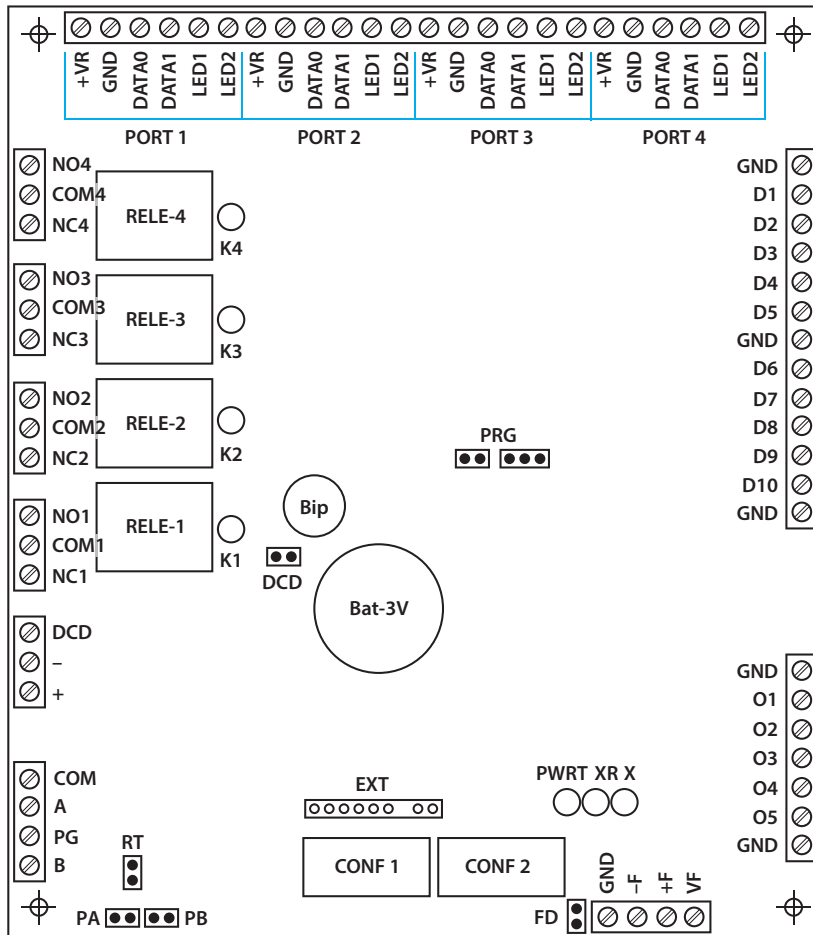 +VR GND DATA0 DATA1 LED1 LED2 +VR GND DATA0 DATA1 LED1 LED2 +VR GND DATA0 DATA1 LED1 LED2 +VR GND DATA0 DATA1 LED1 LED2
PORT 1 PORT 2 PORT 3 PORT 4
NO4
COM4
NC4
RELE-4
K4
NO3
COM3
NC3
RELE-3
K3
NO2
COM2
NC2
RELE-2
K2
NO1
COM1
NC1
RELE-1
K1
DCD
–
+
COM
A
PG
B
RT
PA
PB
Bip
DCD
Bat-3V
PRG
EXT
CONF 1
CONF 2
PWRT XR X
FD
GND –F +F VF
GND
D1
D2
D3
D4
D5
GND
D6
D7
D8
D9
D10
GND
GND
O1
O2
O3
O4
O5
GND